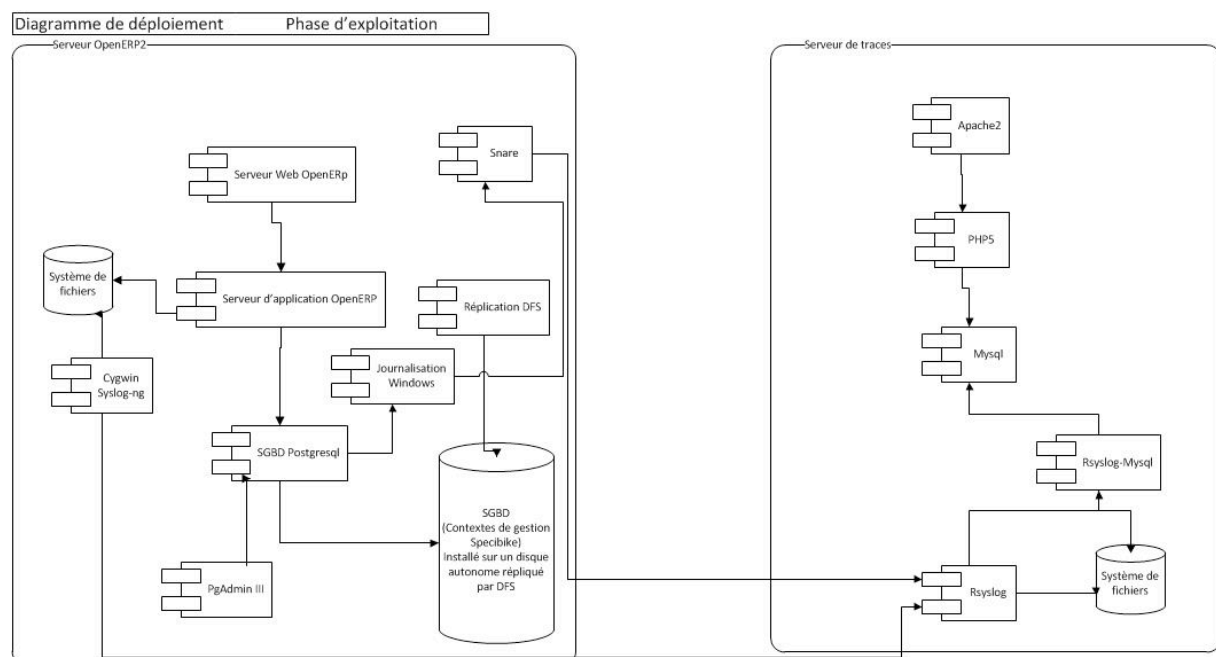 Diagramme de déploiement Phase d'exploitation
Serveur OpenERP2
Serveur de traces
Apache2
Snare
Serveur Web OpenERp
PHP5
Système de
fichiers
Serveur d'application OpenERP
Réplication DFS
Mysql
Journalisation
Windows
Cygwin
Syslog-ng
SGBD Postgresql
Rsyslog-Mysql
SGBD
(Contextes de gestion
Specibike)
Installé sur un disque
autonome répliqué
par DFS
PgAdmin III
Rsyslog
Système de
fichiers